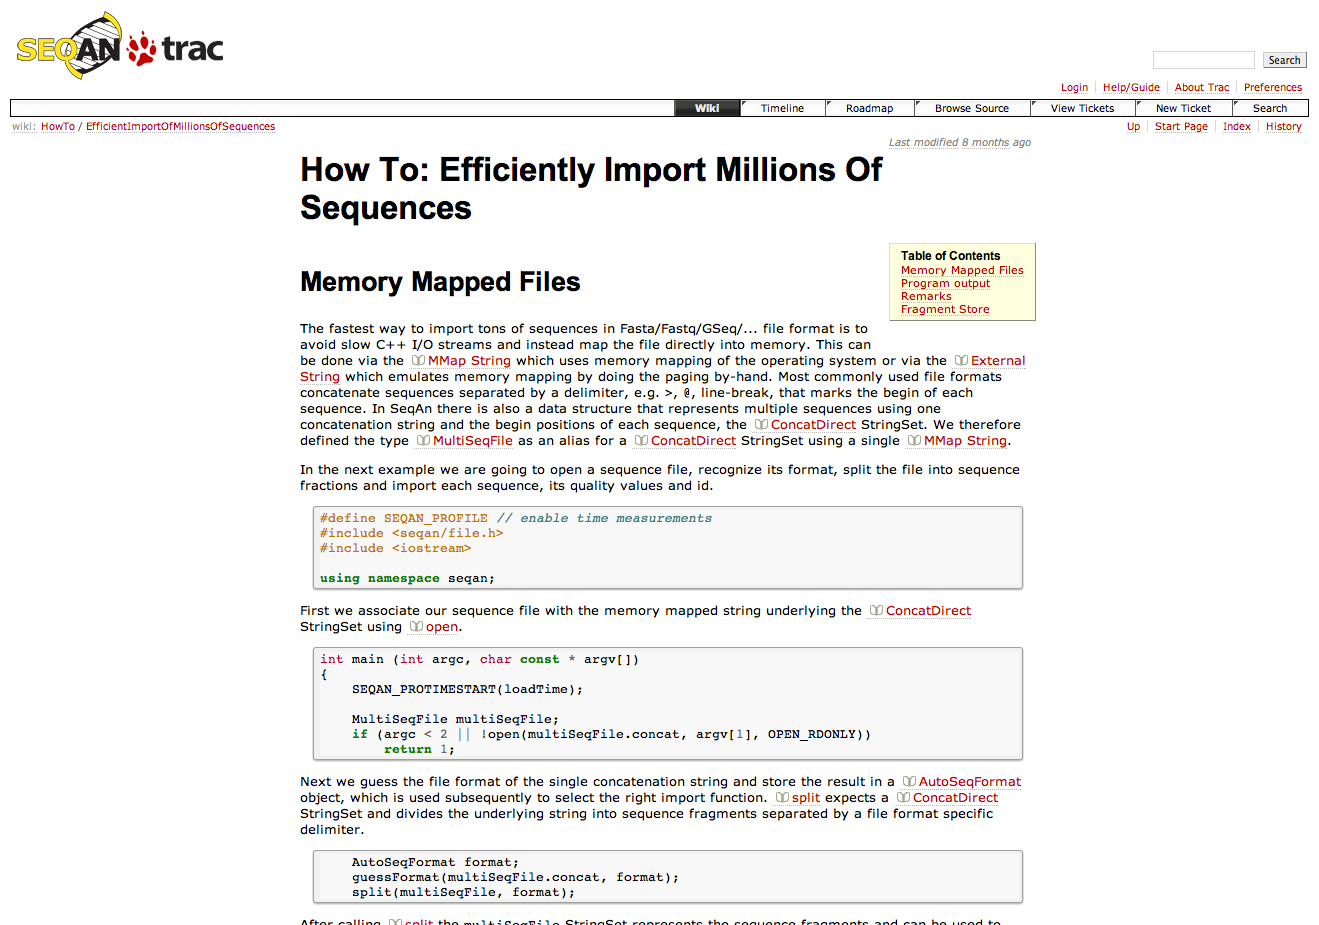 SEQAN trac
Search
Login Help/Guide About Trac Preferences
Wiki Timeline Roadmap Browse Source View Tickets New Ticket Search
wiki: HowTo / EfficientImportOfMillionsOfSequences
Up Start Page Index History
Last modified 8 months ago
How To: Efficiently Import Millions Of
Sequences
Table of Contents
Memory Mapped Files
Program output
Remarks
Fragment Store
Memory Mapped Files
The fastest way to import tons of sequences in Fasta/Fastq/GSeq/... file format is to
avoid slow C++ I/O streams and instead map the file directly into memory. This can
be done via the MMap String which uses memory mapping of the operating system or via the External
String which emulates memory mapping by doing the paging by-hand. Most commonly used file formats
concatenate sequences separated by a delimiter, e.g. >, @, line-break, that marks the begin of each
sequence. In SeqAn there is also a data structure that represents multiple sequences using one
concatenation string and the begin positions of each sequence, the ConcatDirect StringSet. We therefore
defined the type MultiSeqFile as an alias for a ConcatDirect StringSet using a single MMap String.
In the next example we are going to open a sequence file, recognize its format, split the file into sequence
fractions and import each sequence, its quality values and id.
#define SEQAN_PROFILE // enable time measurements
#include <seqan/file.h>
#include <iostream>
using namespace seqan;
First we associate our sequence file with the memory mapped string underlying the ConcatDirect
StringSet using open.
int main (int argc, char const * argv[])
{
SEQAN_PROTIMESTART(loadTime);
MultiSeqFile multiSeqFile;
if (argc < 2 || !open(multiSeqFile.concat, argv[1], OPEN_RDONLY))
return 1;
Next we guess the file format of the single concatenation string and store the result in a AutoSeqFormat
object, which is used subsequently to select the right import function. split expects a ConcatDirect
StringSet and divides the underlying string into sequence fragments separated by a file format specific
delimiter.
AutoSeqFormat format;
guessFormat(multiSeqFile.concat, format);
split(multiSeqFile, format);
After calling split the multiSeqFile StringSet represents the sequence fragments and can be used to